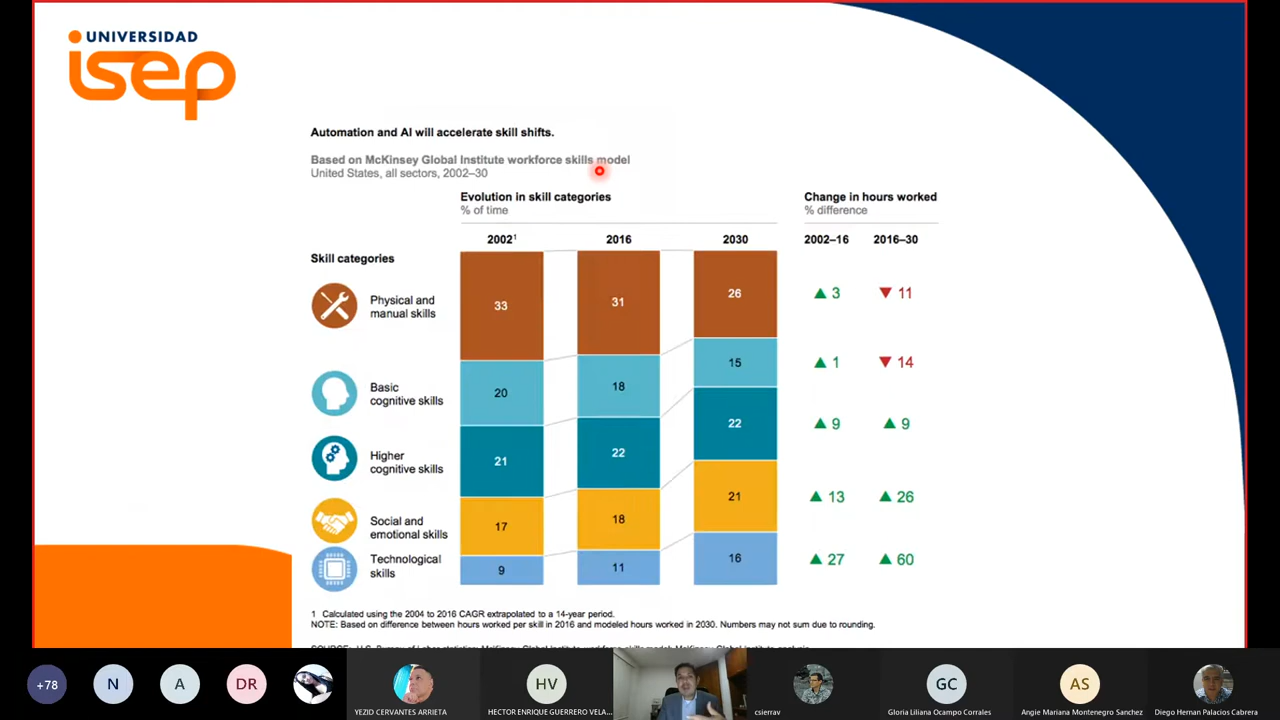 UNIVERSIDAD
isep
Automation and AI will accelerate skill shifts.
Based on McKinsey Global Institute workforce skills model
United States, all sectors, 2002–30
Evolution in skill categories
% of time
Change in hours worked
% difference
2002¹ 2016 2030 2002–16 2016–30
Skill categories
Physical and
manual skills
33 31 26 ▲ 3 ▼ 11
Basic
cognitive skills
20 18 15 ▲ 1 ▼ 14
Higher
cognitive skills
21 22 22 ▲ 9 ▲ 9
Social and
emotional skills
17 18 21 ▲ 13 ▲ 26
Technological
skills
9 11 16 ▲ 27 ▲ 60
1 Calculated using the 2004 to 2016 CAGR extrapolated to a 14-year period.
NOTE: Based on difference between hours worked per skill in 2016 and modeled hours worked in 2030. Numbers may not sum due to rounding.
+78 N A DR HV GC AS
YEZID CERVANTES ARRIETA
HECTOR ENRIQUE GUERRERO VELA...
csierrav
Gloria Liliana Ocampo Corrales
Angie Mariana Montenegro Sanchez
Diego Hernan Palacios Cabrera